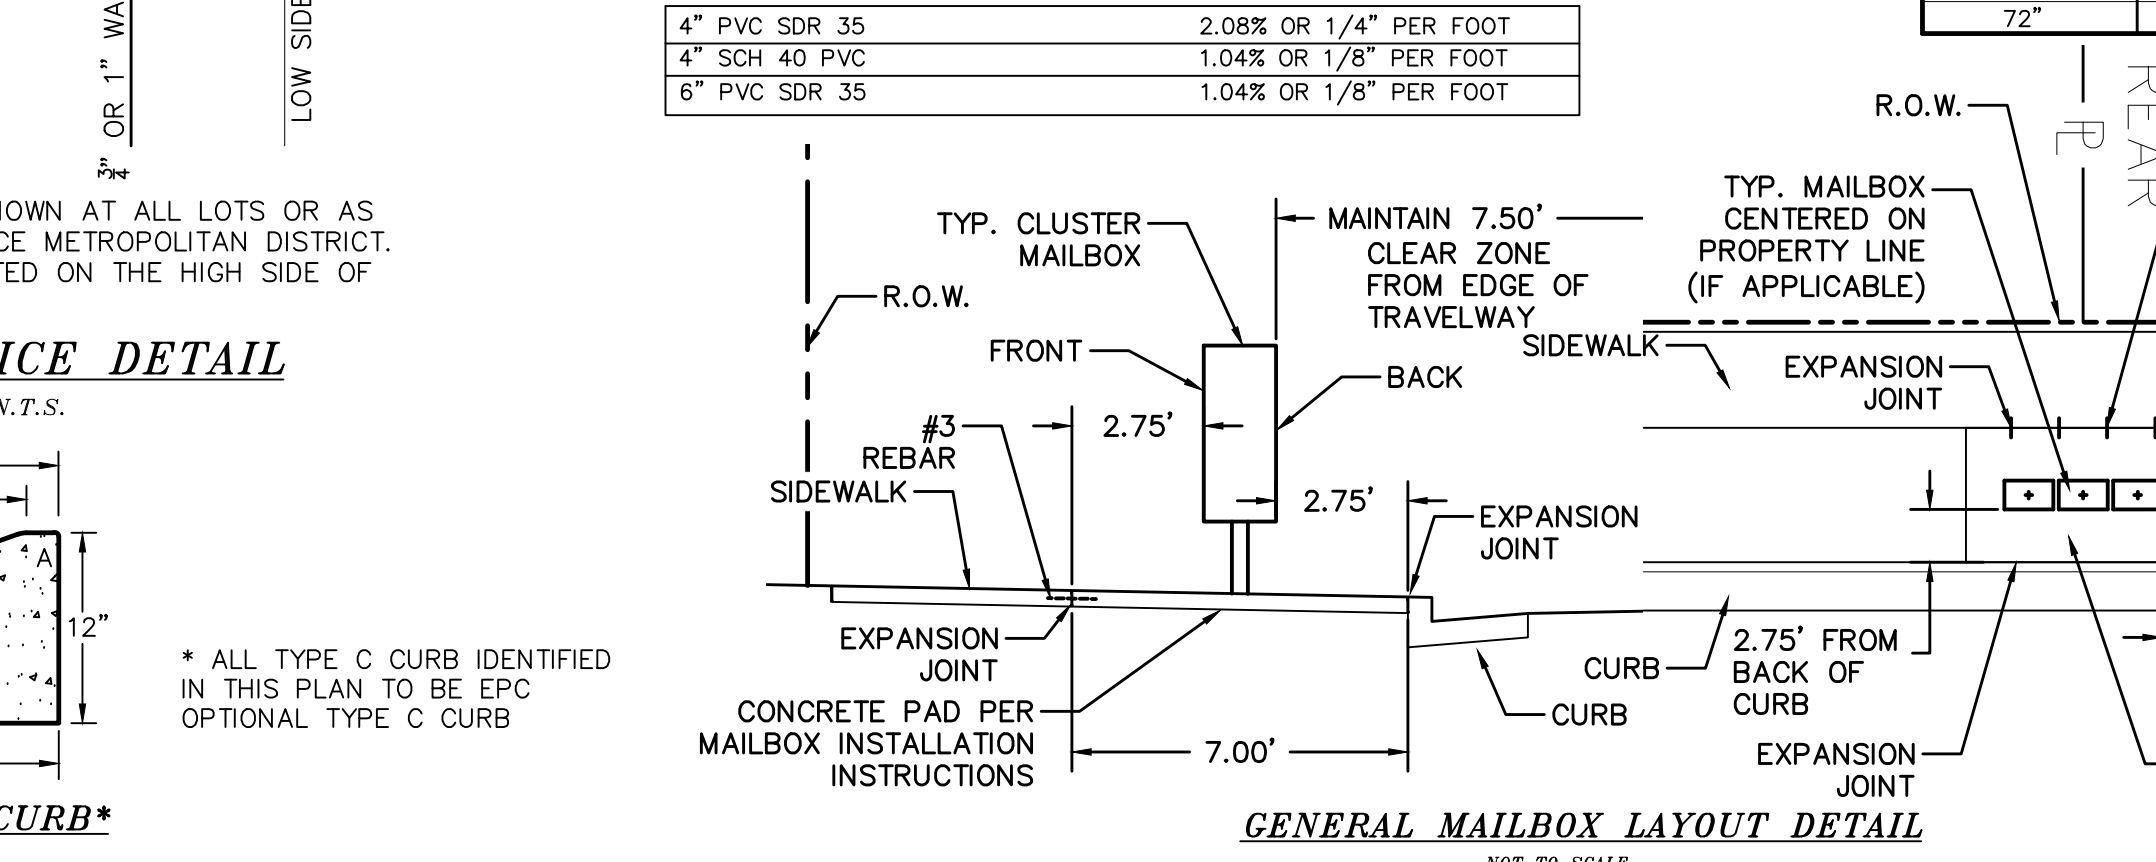 3/4" OR 1" WA
LOW SIDE
HOWN AT ALL LOTS OR AS
CE METROPOLITAN DISTRICT.
TED ON THE HIGH SIDE OF
ICE DETAIL
N.T.S.
A
12"
* ALL TYPE C CURB IDENTIFIED
IN THIS PLAN TO BE EPC
OPTIONAL TYPE C CURB
CURB*
4" PVC SDR 35 2.08% OR 1/4" PER FOOT
4" SCH 40 PVC 1.04% OR 1/8" PER FOOT
6" PVC SDR 35 1.04% OR 1/8" PER FOOT
TYP. CLUSTER
MAILBOX
MAINTAIN 7.50'
CLEAR ZONE
FROM EDGE OF
TRAVELWAY
R.O.W.
FRONT
BACK
2.75'
#3
REBAR
SIDEWALK
2.75'
EXPANSION
JOINT
EXPANSION
JOINT
CONCRETE PAD PER
MAILBOX INSTALLATION
INSTRUCTIONS
7.00'
CURB
72"
R.O.W.
PL
REAR
TYP. MAILBOX
CENTERED ON
PROPERTY LINE
(IF APPLICABLE)
SIDEWALK
EXPANSION
JOINT
CURB
2.75' FROM
BACK OF
CURB
EXPANSION
JOINT
GENERAL MAILBOX LAYOUT DETAIL
NOT TO SCALE